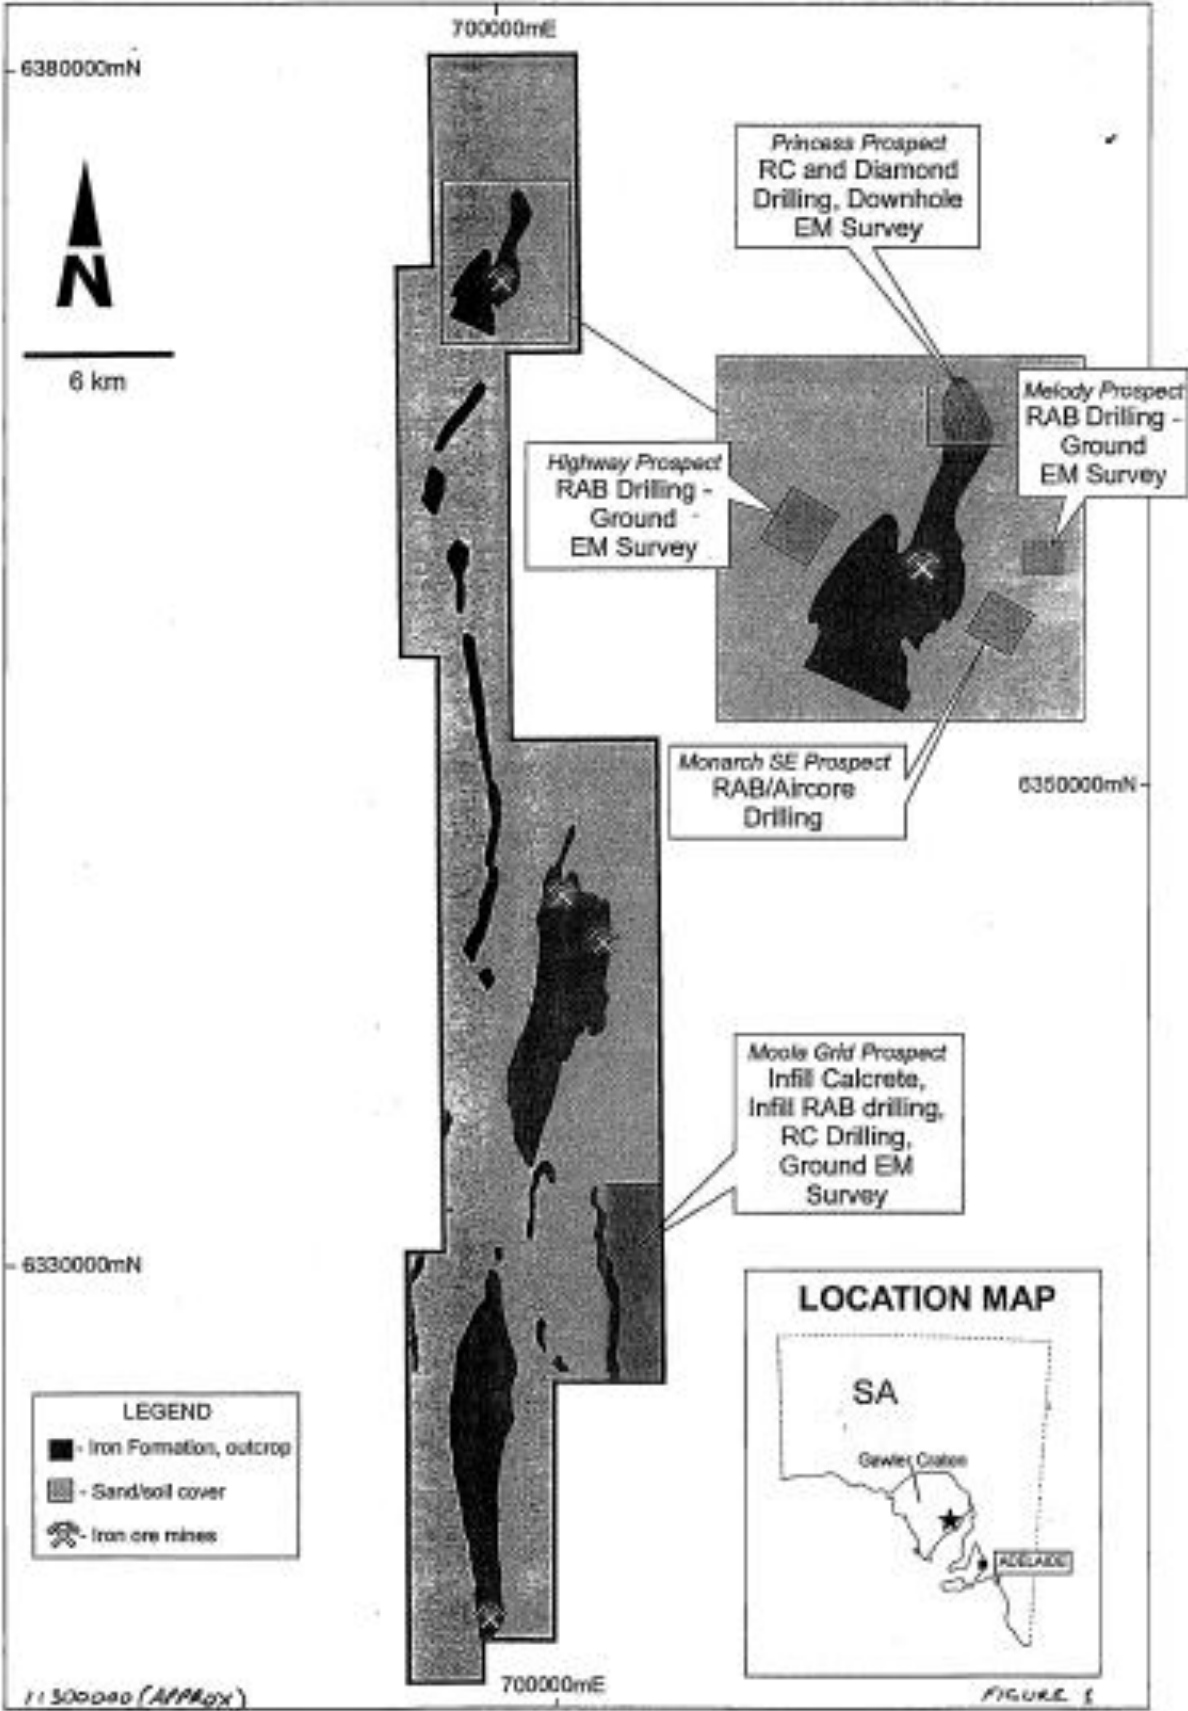 700000mE
6380000mN
N
6 km
Princess Prospect
RC and Diamond
Drilling, Downhole
EM Survey
Melody Prospect
RAB Drilling -
Ground
EM Survey
Highway Prospect
RAB Drilling -
Ground
EM Survey
Monarch SE Prospect
RAB/Aircore
Drilling
6350000mN
Moola Grid Prospect
Infill Calcrete,
Infill RAB drilling,
RC Drilling,
Ground EM
Survey
6330000mN
LOCATION MAP
SA
Gawler Craton
ADELAIDE
LEGEND
- Iron Formation, outcrop
- Sand/soil cover
- Iron ore mines
700000mE
1:300000 (APPROX)
FIGURE 1